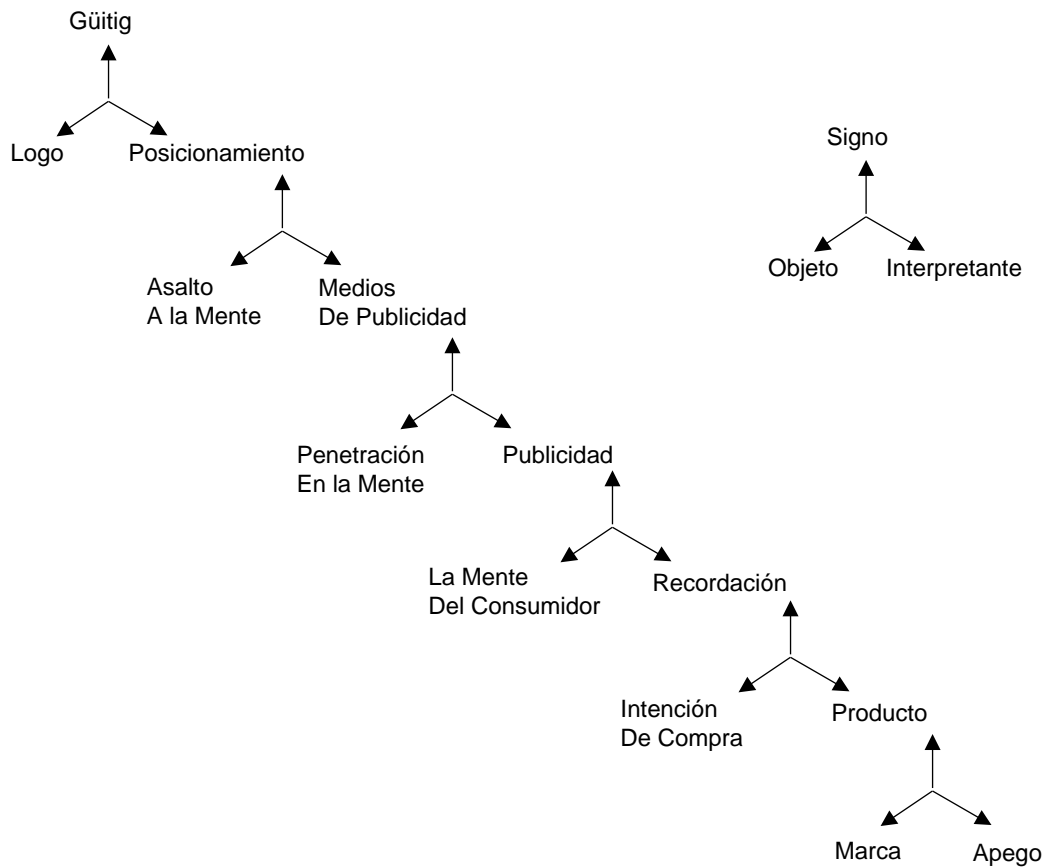 Güitig
Logo
Posicionamiento
Signo
Objeto
Interpretante
Asalto
A la Mente
Medios
De Publicidad
Penetración
En la Mente
Publicidad
La Mente
Del Consumidor
Recordación
Intención
De Compra
Producto
Marca
Apego